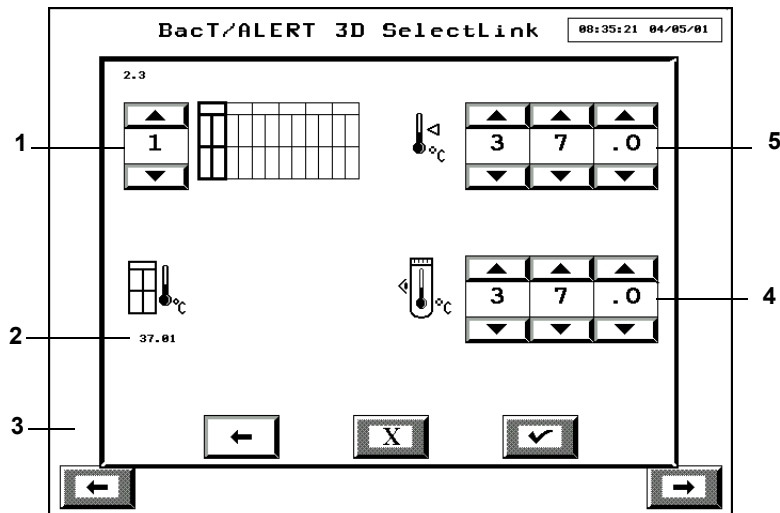 BacT/ALERT 3D SelectLink 08:35:21 04/05/01
2.3
1 1 °C 3 7 .0 5
°C °C 3 7 .0 4
2 37.01
3
X